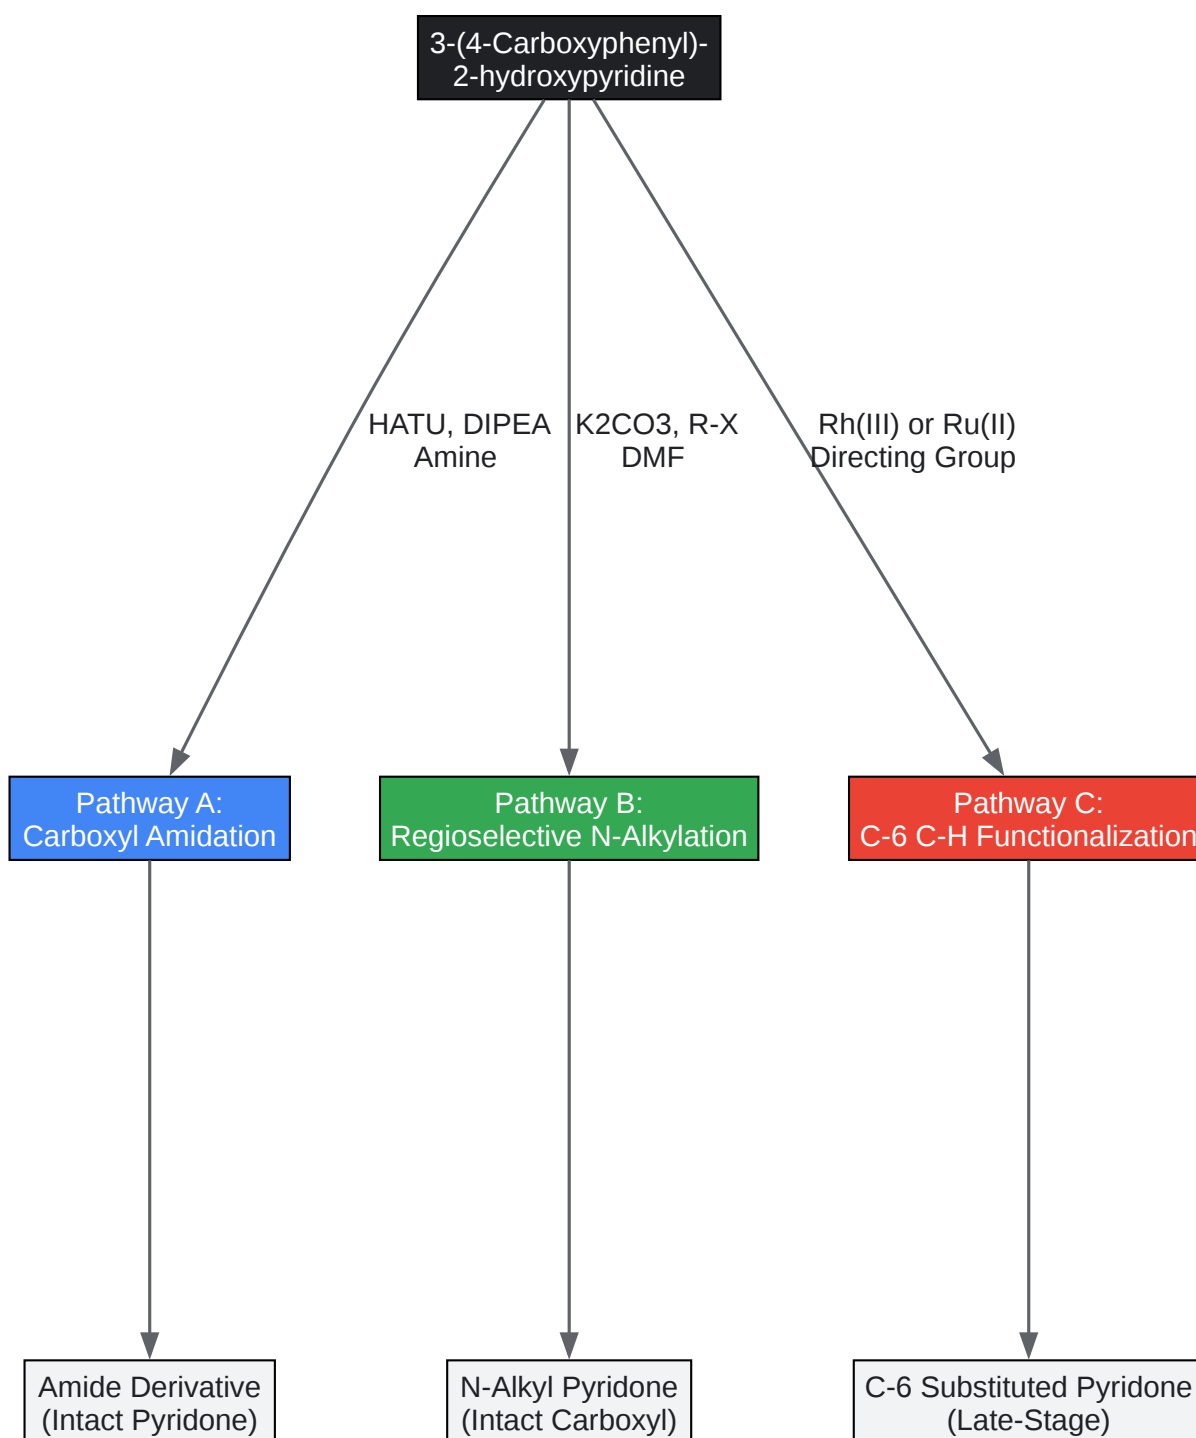 3-(4-Carboxyphenyl)-
2-hydroxypyridine
HATU, DIPEA
Amine
K2CO3, R-X
DMF
Rh(III) or Ru(II)
Directing Group
Pathway A:
Carboxyl Amidation
Pathway B:
Regioselective N-Alkylation
Pathway C:
C-6 C-H Functionalization
Amide Derivative
(Intact Pyridone)
N-Alkyl Pyridone
(Intact Carboxyl)
C-6 Substituted Pyridone
(Late-Stage)